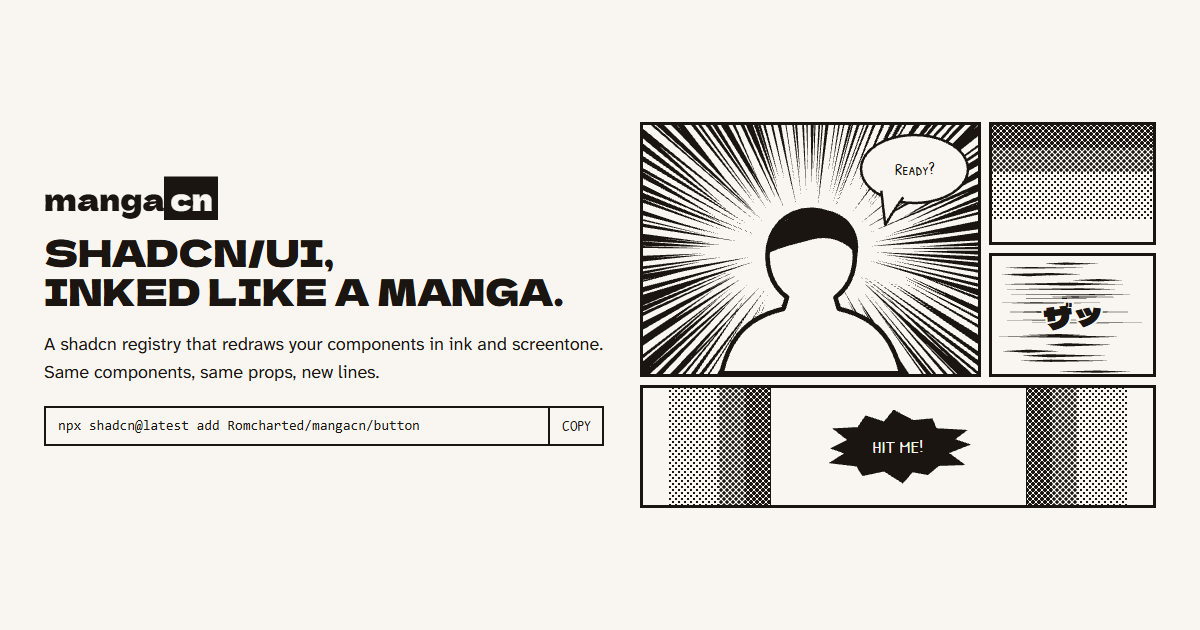 mangacn
SHADCN/UI,
INKED LIKE A MANGA.
A shadcn registry that redraws your components in ink and screentone.
Same components, same props, new lines.
npx shadcn@latest add Romcharted/mangacn/button
COPY
READY?
ザッ
HIT ME!